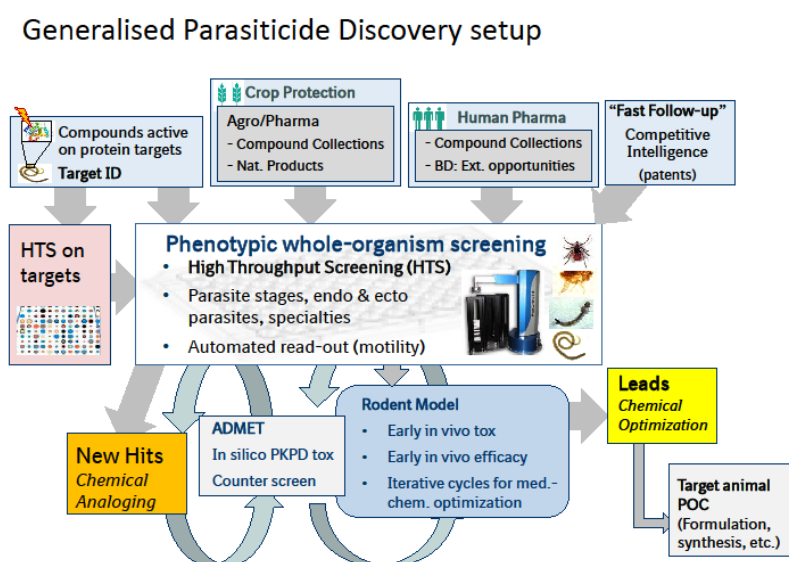 Generalised Parasiticide Discovery setup
Compounds active
on protein targets
Target ID
Crop Protection
Agro/Pharma
- Compound Collections
- Nat. Products
Human Pharma
- Compound Collections
- BD: Ext. opportunities
“Fast Follow-up”
Competitive
Intelligence
(patents)
HTS on
targets
Phenotypic whole-organism screening
• High Throughput Screening (HTS)
• Parasite stages, endo & ecto
parasites, specialties
• Automated read-out (motility)
New Hits
Chemical
Analoging
ADMET
In silico PKPD tox
Counter screen
Rodent Model
• Early in vivo tox
• Early in vivo efficacy
• Iterative cycles for med.-
chem. optimization
Leads
Chemical
Optimization
Target animal
POC
(Formulation,
synthesis, etc.)